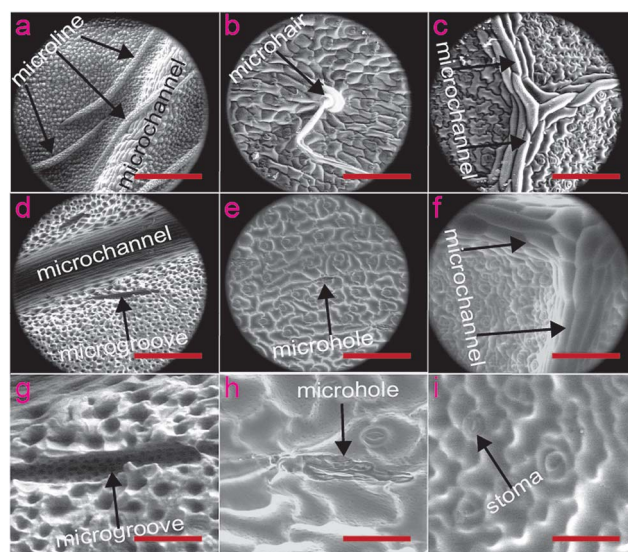 a
microline
microchannel
b
microhair
c
microchannel
d
microchannel
microgroove
e
microhole
f
microchannel
g
microgroove
h
microhole
i
stoma